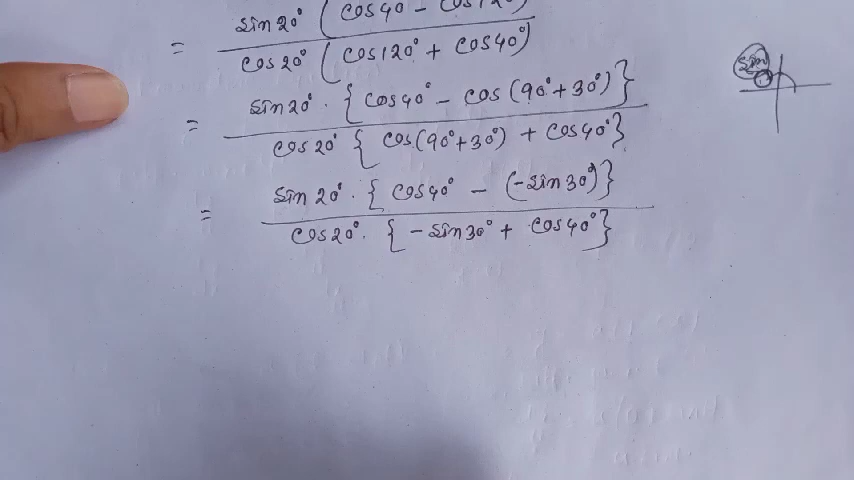 = sin20° (cos40 - cos120°) / cos20° (cos120° + cos40°)
= sin20° · {cos40° - cos(90°+30°)} / cos20° {cos(90°+30°) + cos40°}
sin
= sin20° · {cos40° - (-sin30°)} / cos20° · {-sin30° + cos40°}